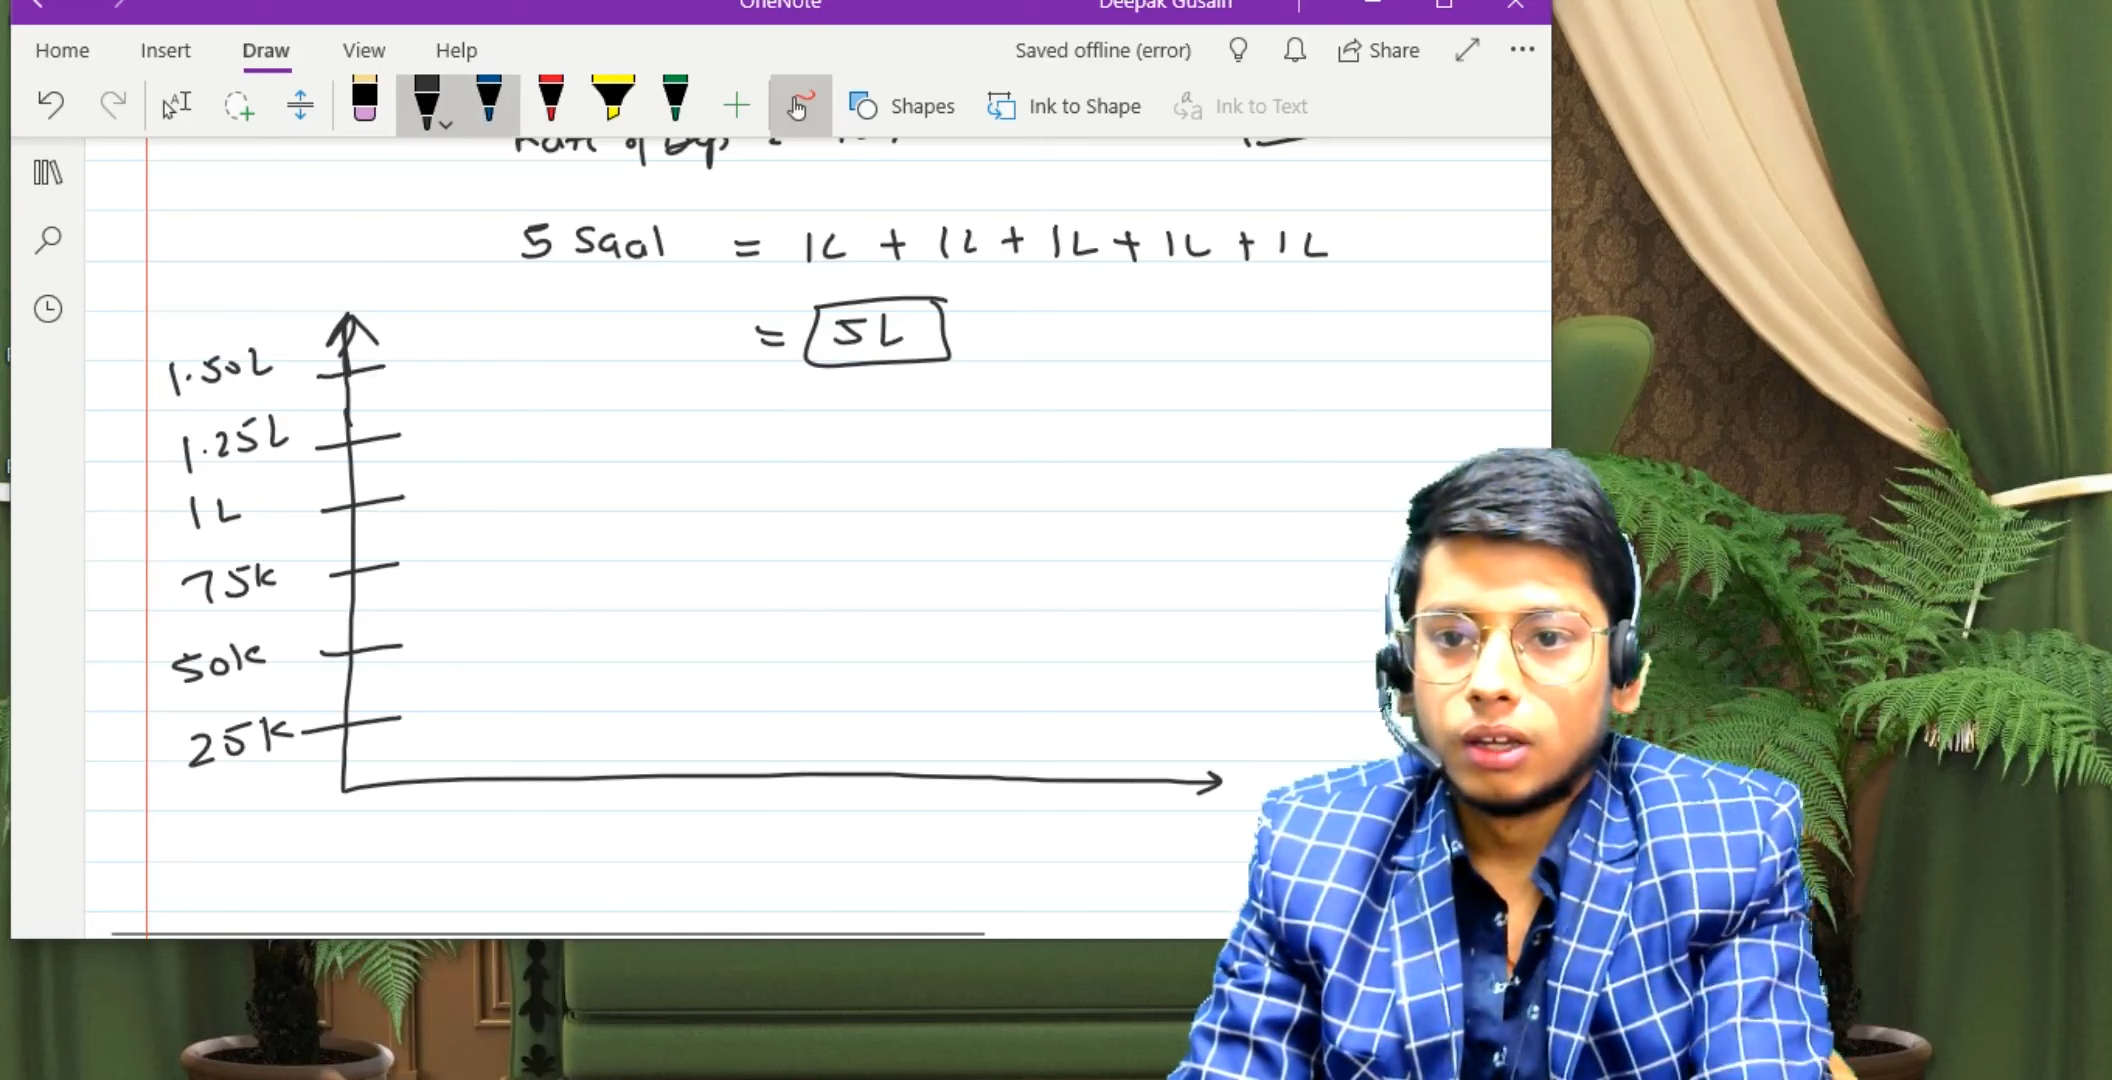 OneNote
Deepak Gusain
Home Insert Draw View Help Saved offline (error) Share
Shapes Ink to Shape Ink to Text
5 Saal = 1L + 1L + 1L + 1L + 1L
= 5L
1.50L
1.25L
1L
75k
50k
25k